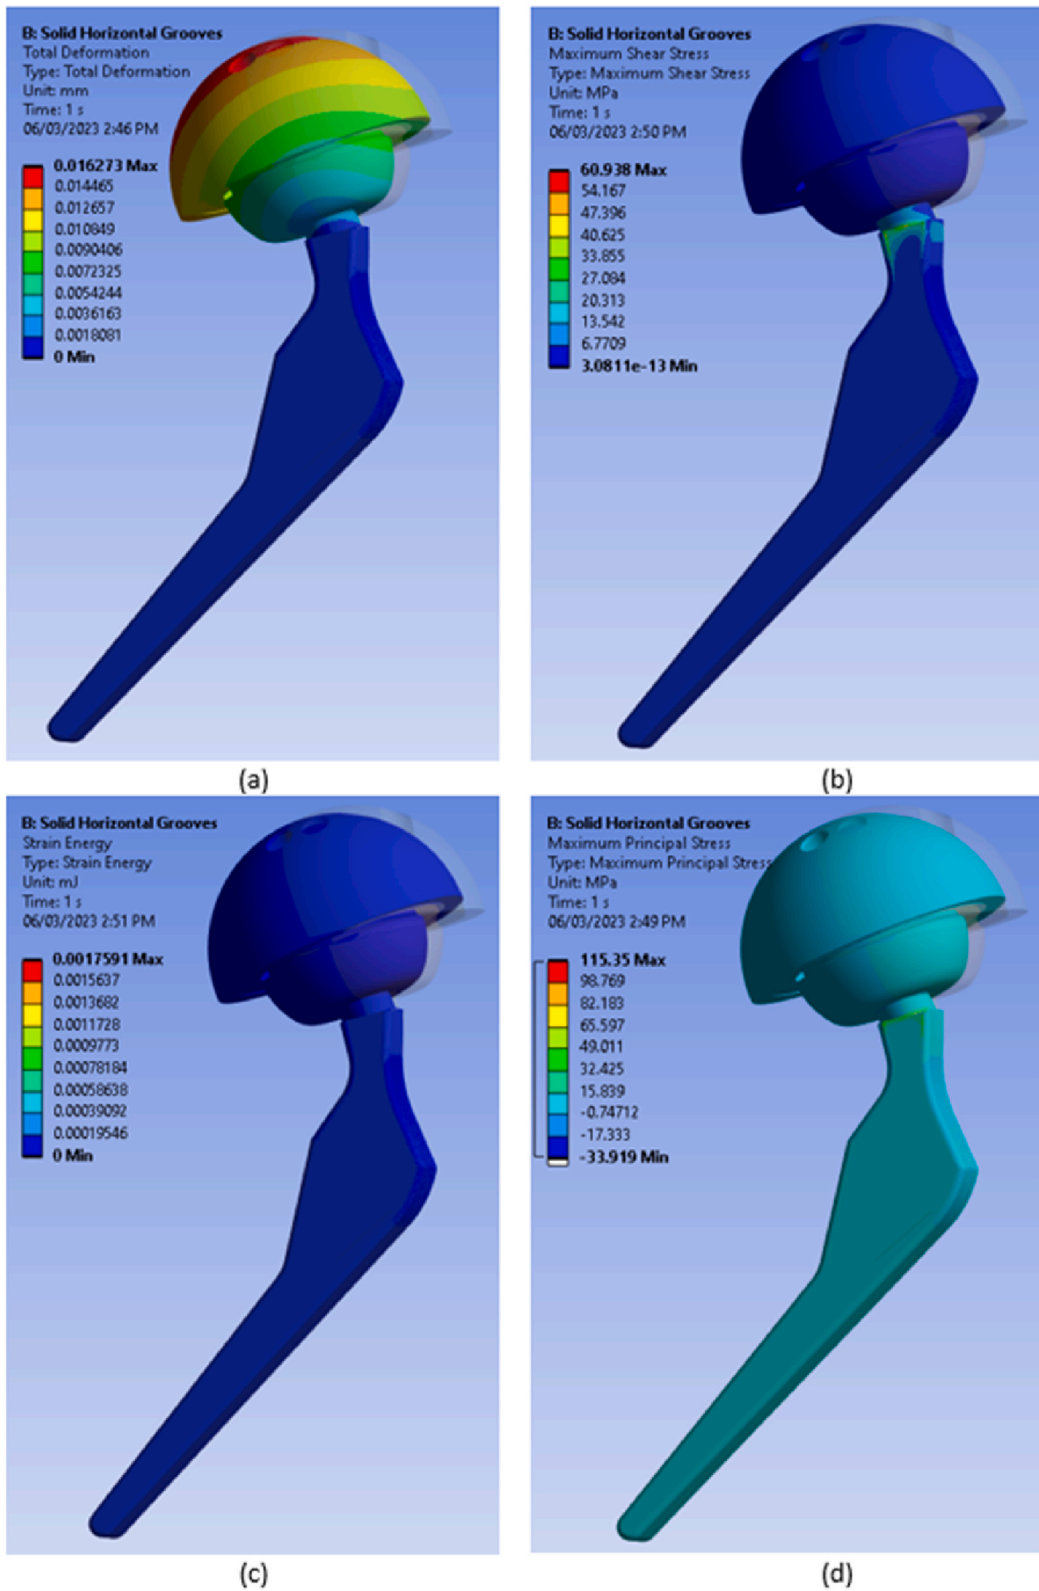 B: Solid Horizontal Grooves
Total Deformation
Type: Total Deformation
Unit: mm
Time: 1 s
06/03/2023 2:46 PM
0.016273 Max
0.014465
0.012657
0.010849
0.0090406
0.0072325
0.0054244
0.0036163
0.0018081
0 Min
(a)
B: Solid Horizontal Grooves
Maximum Shear Stress
Type: Maximum Shear Stress
Unit: MPa
Time: 1 s
06/03/2023 2:50 PM
60.938 Max
54.167
47.396
40.625
33.855
27.084
20.313
13.542
6.7709
3.0811e-13 Min
(b)
B: Solid Horizontal Grooves
Strain Energy
Type: Strain Energy
Unit: mJ
Time: 1 s
06/03/2023 2:51 PM
0.0017591 Max
0.0015637
0.0013682
0.0011728
0.0009773
0.00078184
0.00058638
0.00039092
0.00019546
0 Min
(c)
B: Solid Horizontal Grooves
Maximum Principal Stress
Type: Maximum Principal Stress
Unit: MPa
Time: 1 s
06/03/2023 2:49 PM
115.35 Max
98.769
82.183
65.597
49.011
32.425
15.839
-0.74712
-17.333
-33.919 Min
(d)